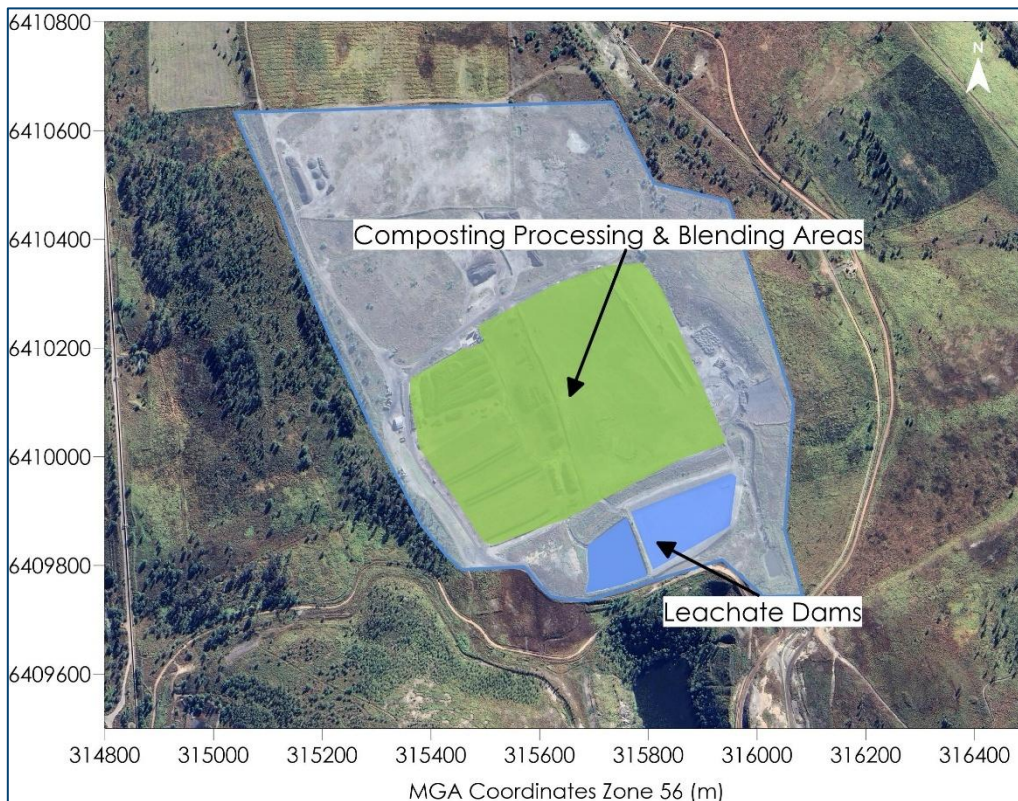 6410800
N
6410600
6410400
Composting Processing & Blending Areas
6410200
6410000
6409800
Leachate Dams
6409600
314800 315000 315200 315400 315600 315800 316000 316200 316400
MGA Coordinates Zone 56 (m)